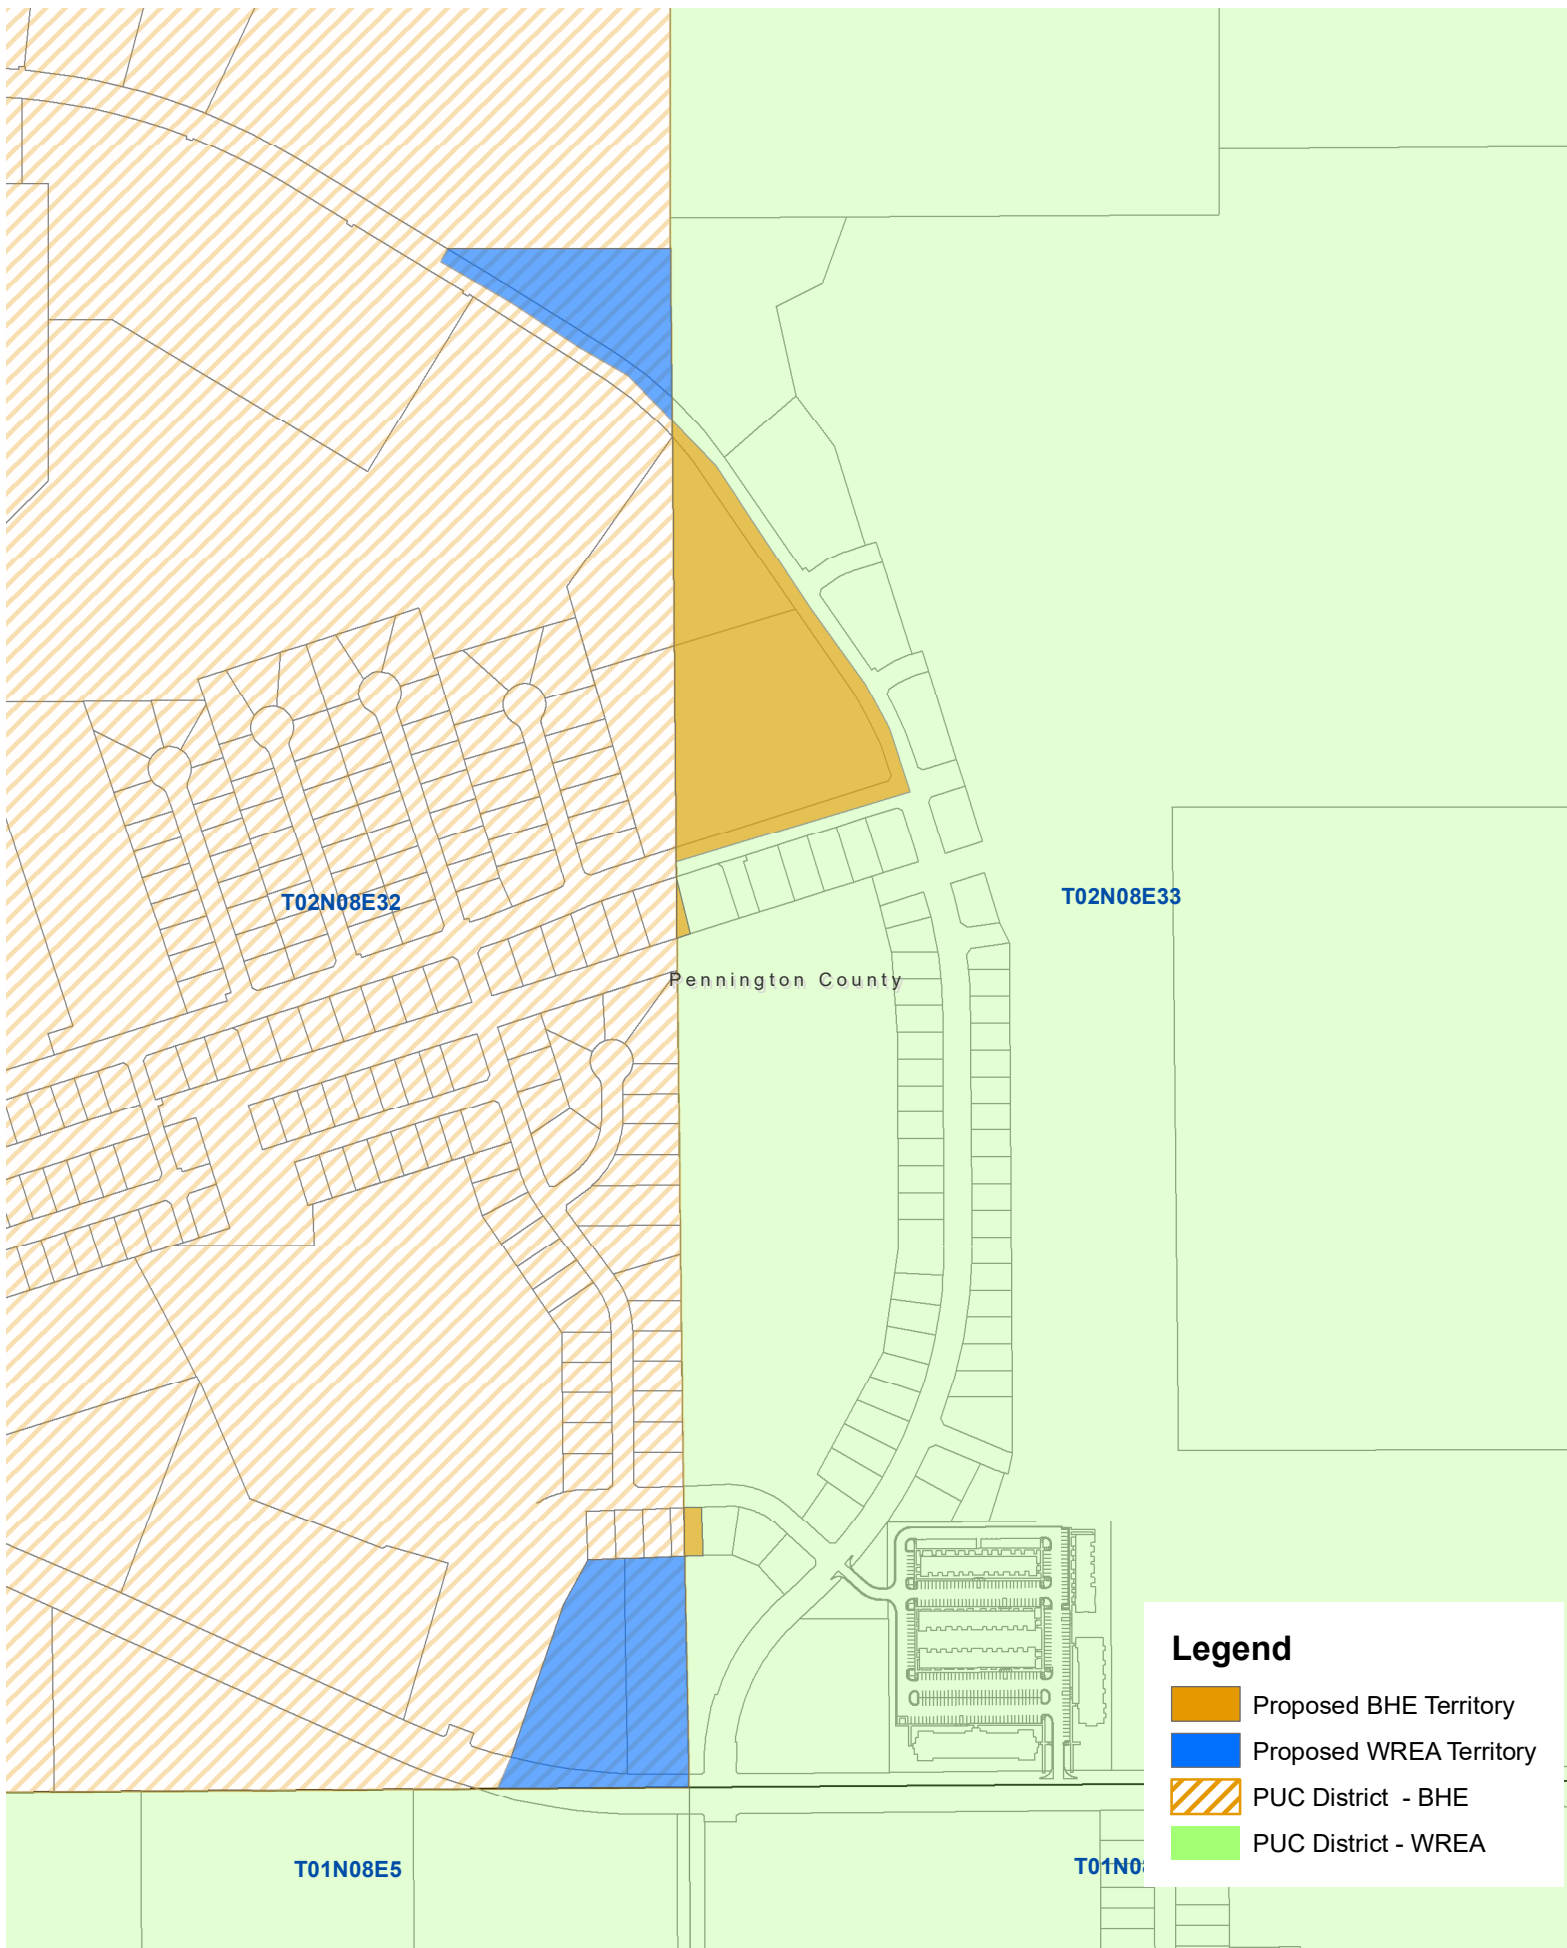 T02N08E32
T02N08E33
Pennington County
Legend
Proposed BHE Territory
Proposed WREA Territory
PUC District - BHE
PUC District - WREA
T01N08E5